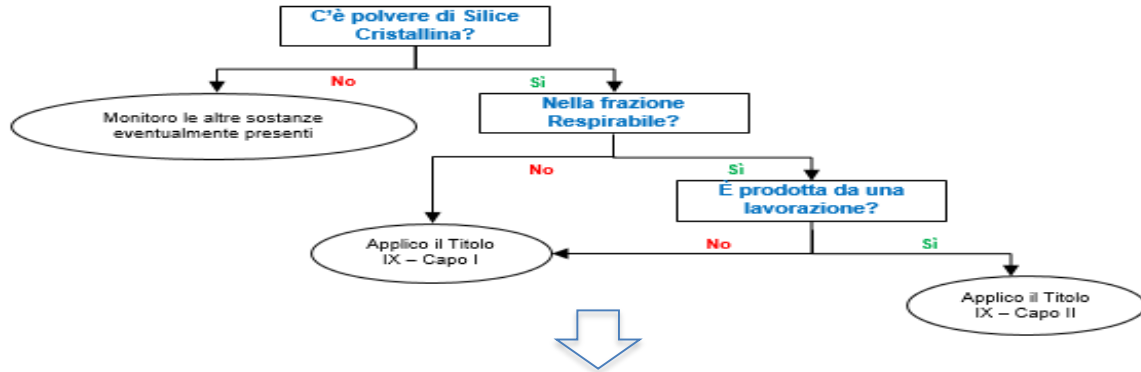 C'è polvere di Silice
Cristallina?
No
Sì
Monitoro le altre sostanze
eventualmente presenti
Nella frazione
Respirabile?
No
Sì
É prodotta da una
lavorazione?
Applico il Titolo
IX – Capo I
No
Sì
Applico il Titolo
IX – Capo II